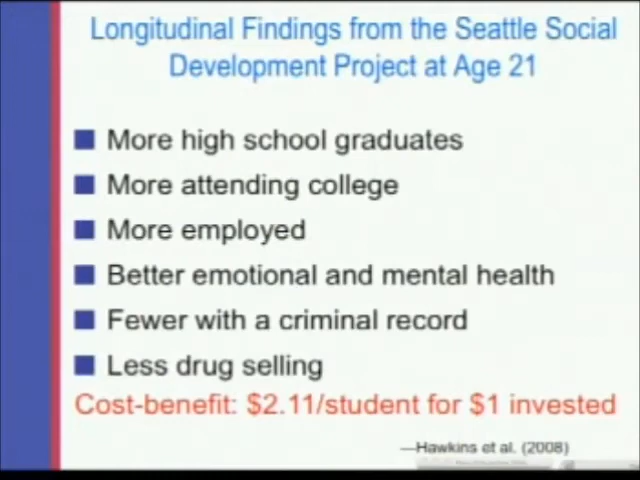 Longitudinal Findings from the Seattle Social
Development Project at Age 21
More high school graduates
More attending college
More employed
Better emotional and mental health
Fewer with a criminal record
Less drug selling
Cost-benefit: $2.11/student for $1 invested
—Hawkins et al. (2008)